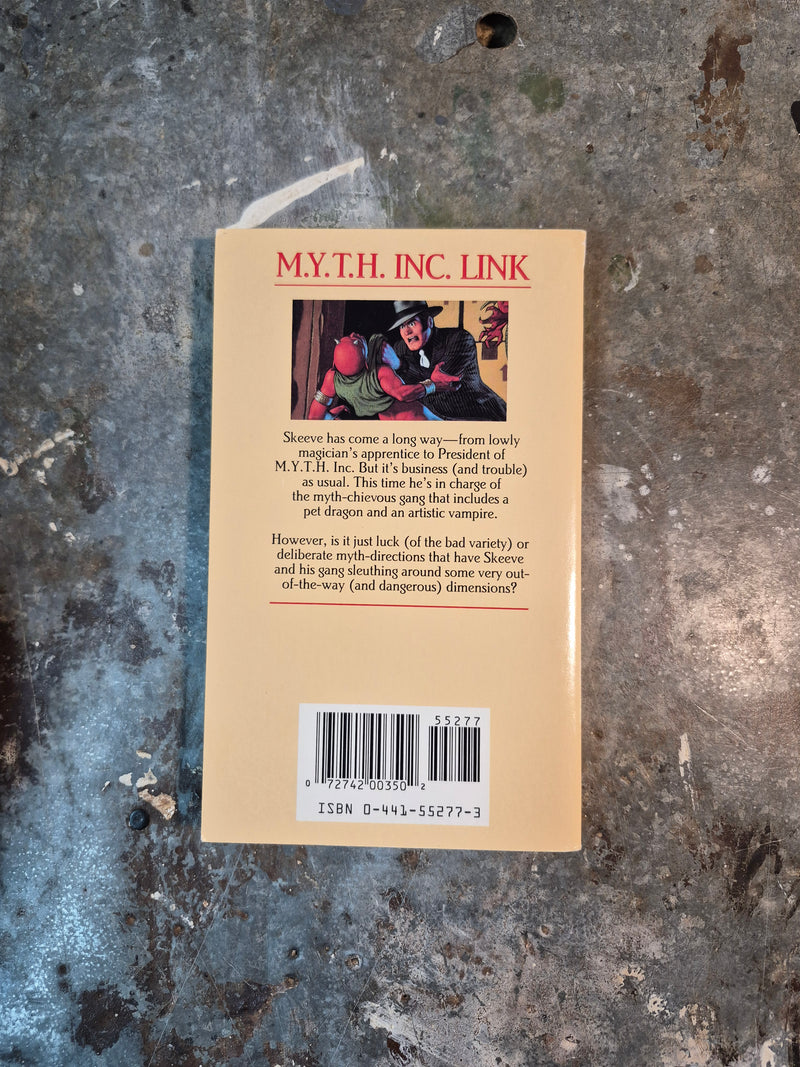 M.Y.T.H. INC. LINK
Skeeve has come a long way—from lowly
magician's apprentice to President of
M.Y.T.H. Inc. But it's business (and trouble)
as usual. This time he's in charge of
the myth-chievous gang that includes a
pet dragon and an artistic vampire.
However, is it just luck (of the bad variety) or
deliberate myth-directions that have Skeeve
and his gang sleuthing around some very out-
of-the-way (and dangerous) dimensions?
55277
0 72742 00350 2
ISBN 0-441-55277-3